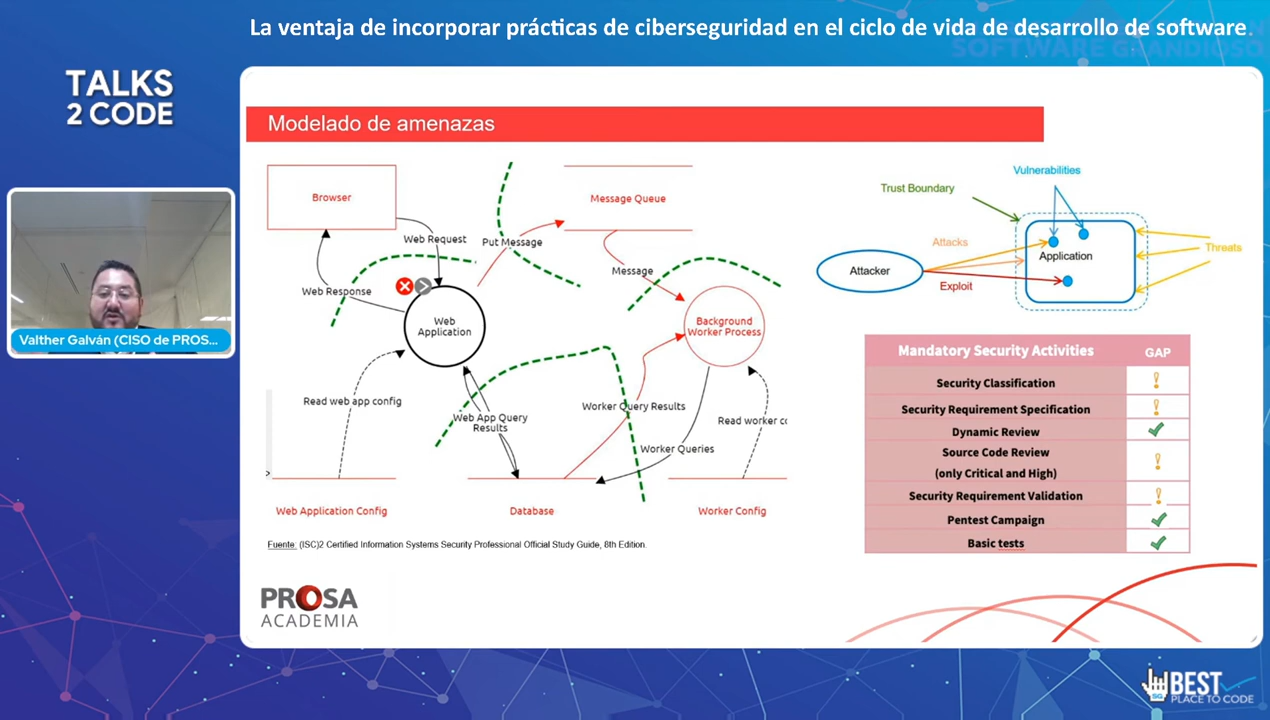 La ventaja de incorporar prácticas de ciberseguridad en el ciclo de vida de desarrollo de software
SOFTWARE GRANDIOSO
TALKS
2 CODE
Valther Galván (CISO de PROS...
Modelado de amenazas
Browser
Message Queue
Web Request
Put Message
Message
Web Response
Web
Application
Background
Worker Process
Read web app config
Web App Query
Results
Worker Query Results
Read worker cc
Worker Queries
>
Web Application Config
Database
Worker Config
Fuente: (ISC)2 Certified Information Systems Security Professional Official Study Guide, 8th Edition.
Vulnerabilities
Trust Boundary
Attacks
Application
Threats
Attacker
Exploit
Mandatory Security Activities
GAP
Security Classification
Security Requirement Specification
Dynamic Review
Source Code Review
(only Critical and High)
Security Requirement Validation
Pentest Campaign
Basic tests
PROSA
ACADEMIA
SG
BEST
PLACE TO CODE